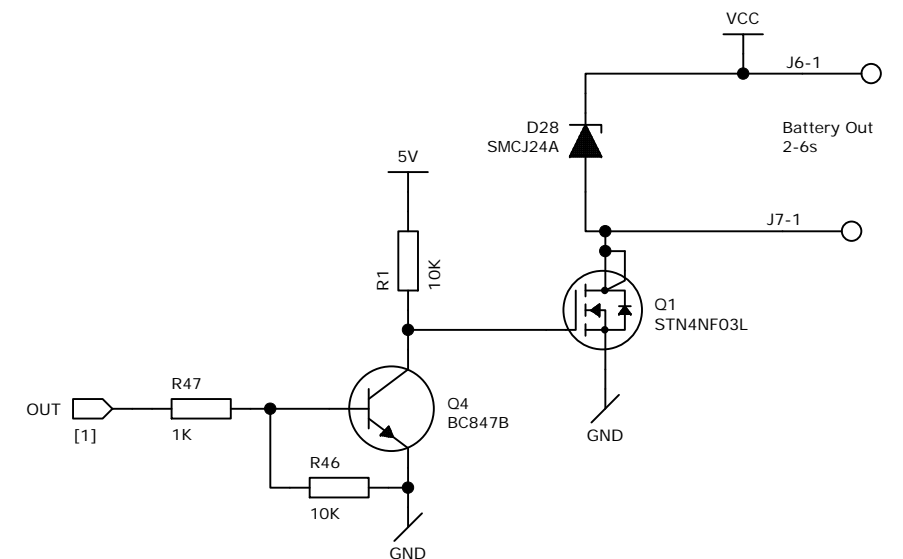 VCC
J6-1
D28
SMCJ24A
Battery Out
2-6s
5V
J7-1
R1
10K
Q1
STN4NF03L
R47
OUT
[1]
1K
Q4
BC847B
GND
R46
10K
GND